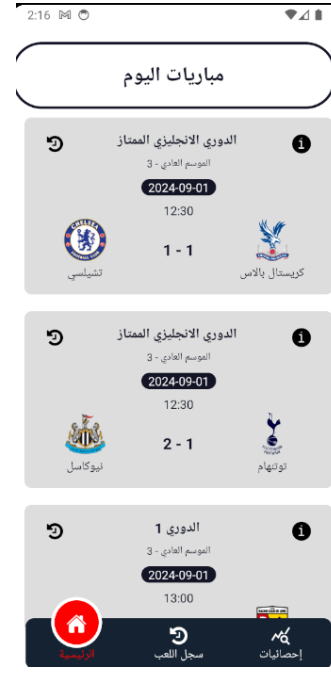 2:16
مباريات اليوم
الدوري الانجليزي الممتاز
الموسم العادي - 3
2024-09-01
12:30
1 - 1
تشيلسي
كريستال بالاس
الدوري الانجليزي الممتاز
الموسم العادي - 3
2024-09-01
12:30
2 - 1
نيوكاسل
توتنهام
الدوري 1
الموسم العادي - 3
2024-09-01
13:00
الرئيسية
سجل اللعب
إحصائيات